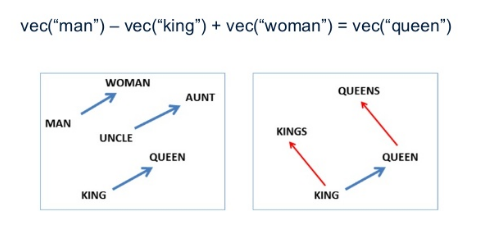 vec(“man”) – vec(“king”) + vec(“woman”) = vec(“queen”)
WOMAN
AUNT
MAN
UNCLE
QUEEN
KING
QUEENS
KINGS
QUEEN
KING